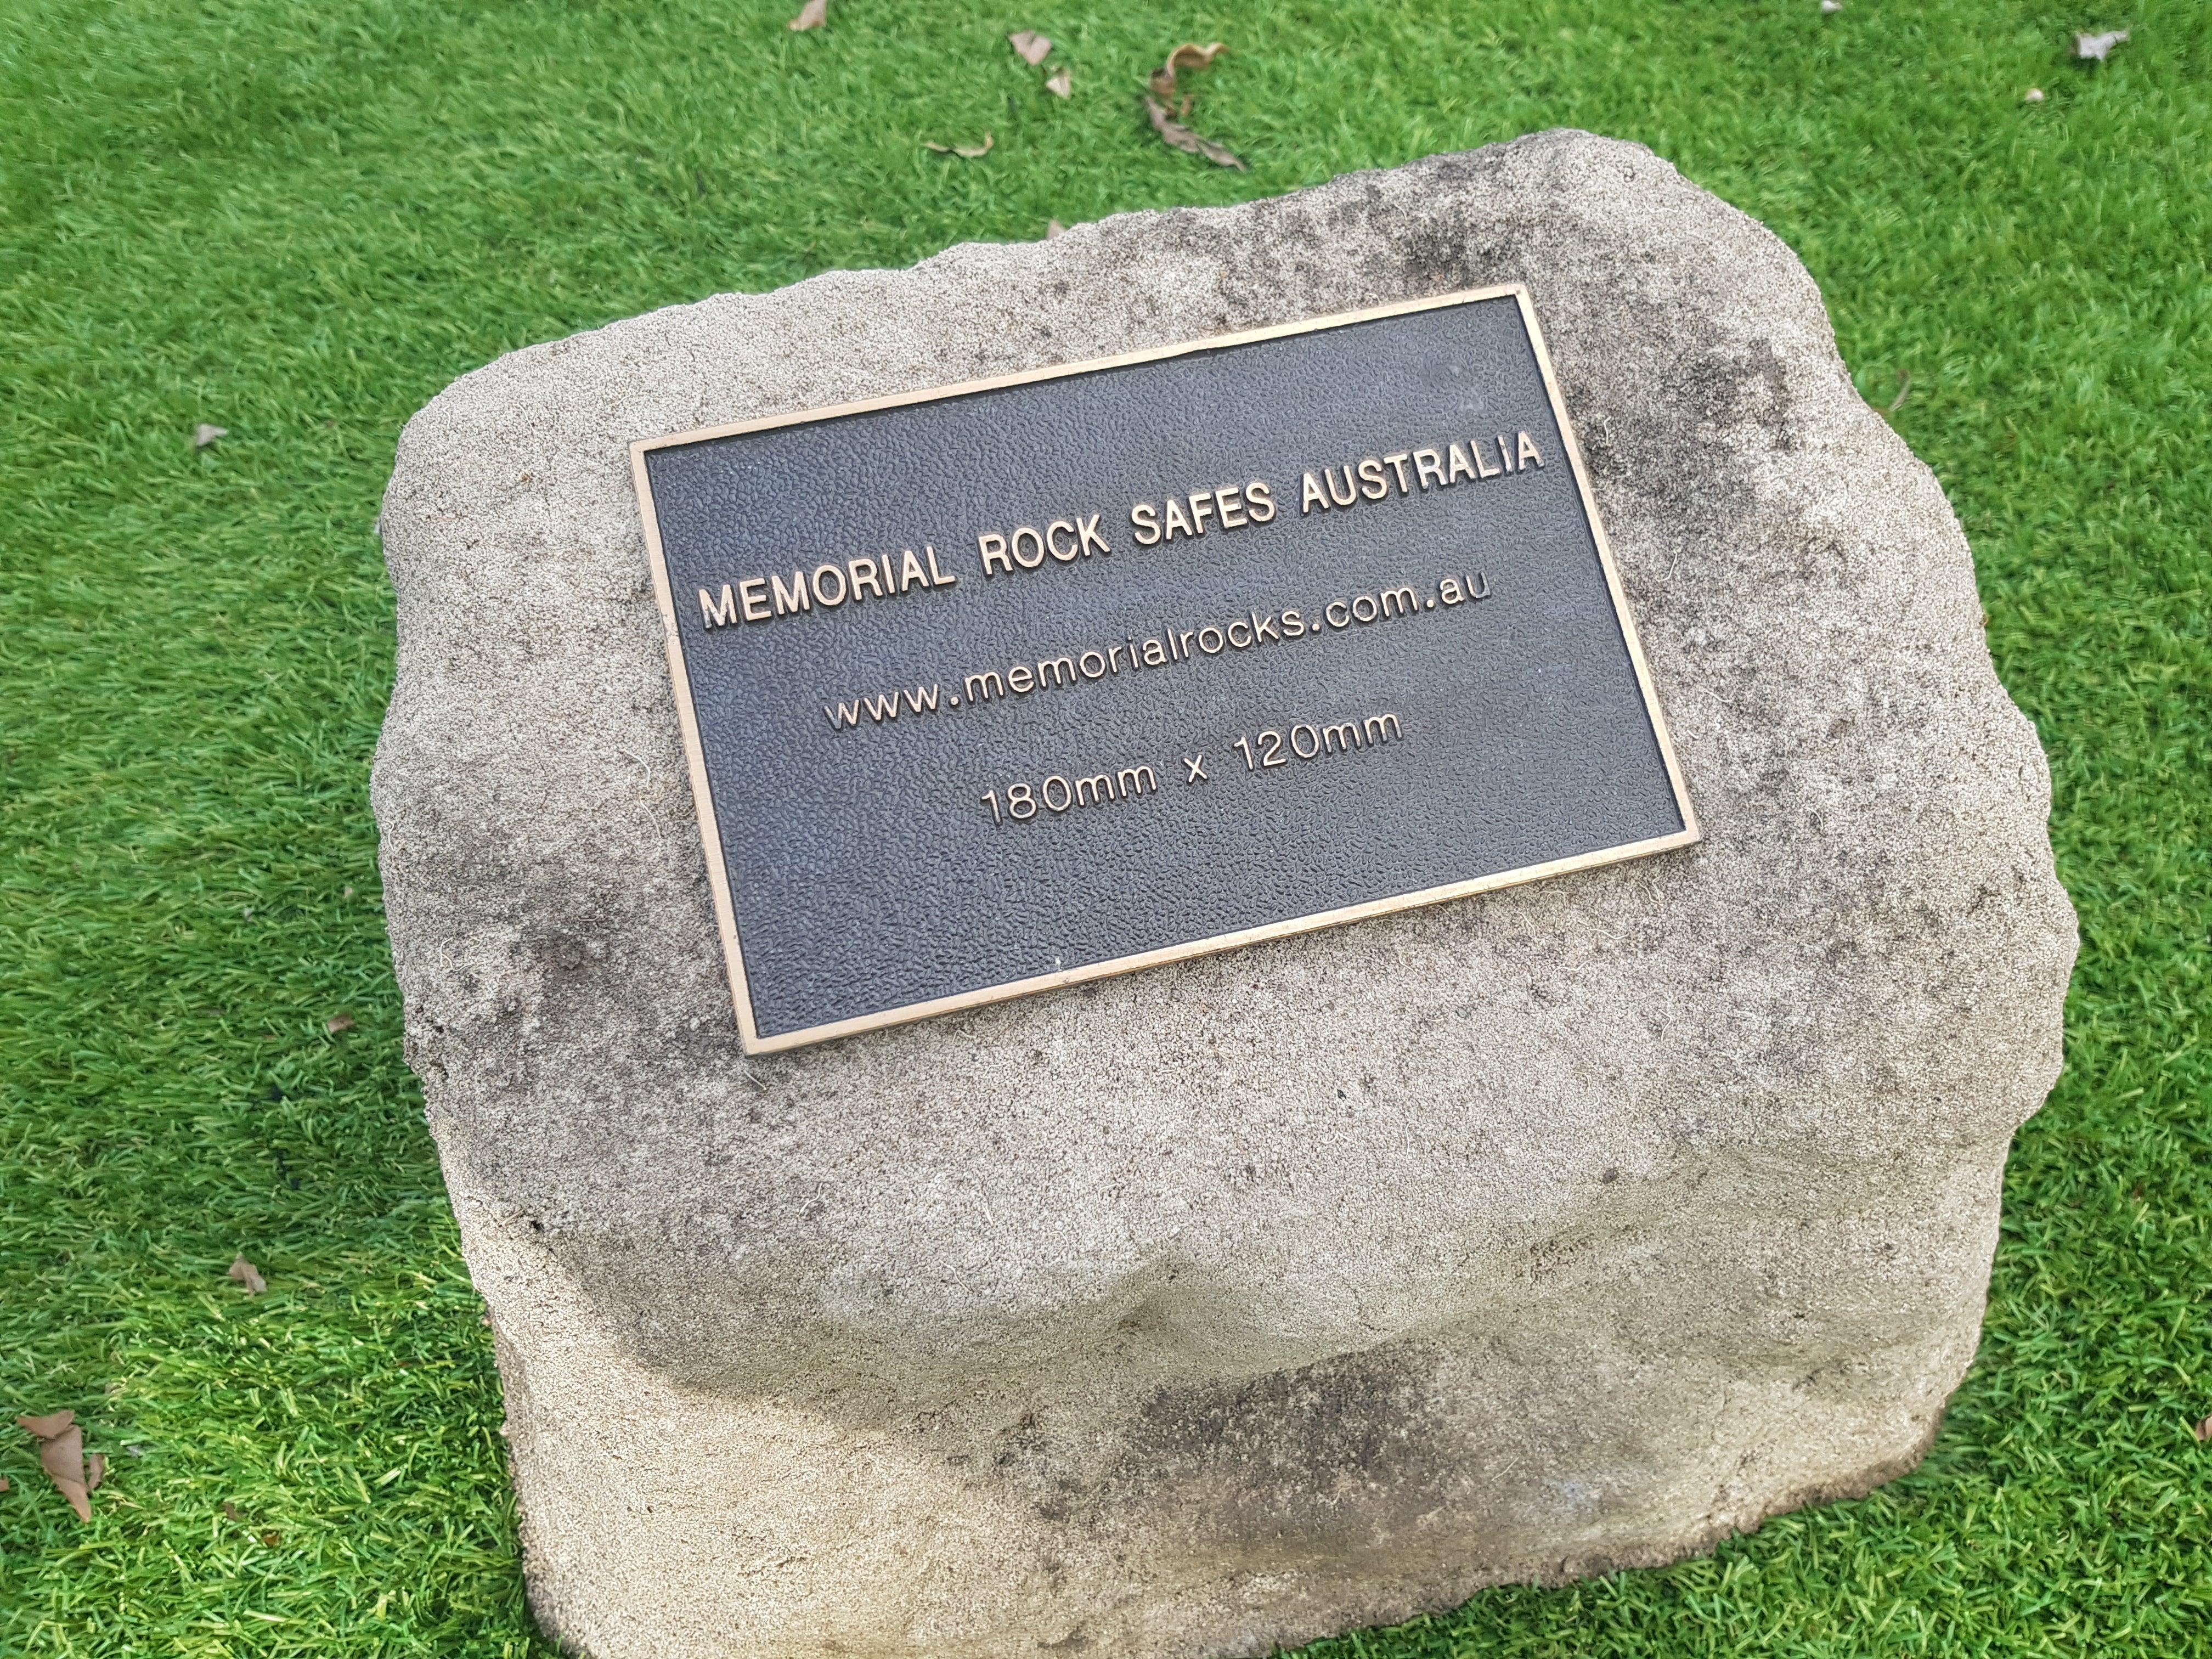 MEMORIAL ROCK SAFES AUSTRALIA
www.memorialrocks.com.au
180mm x 120mm